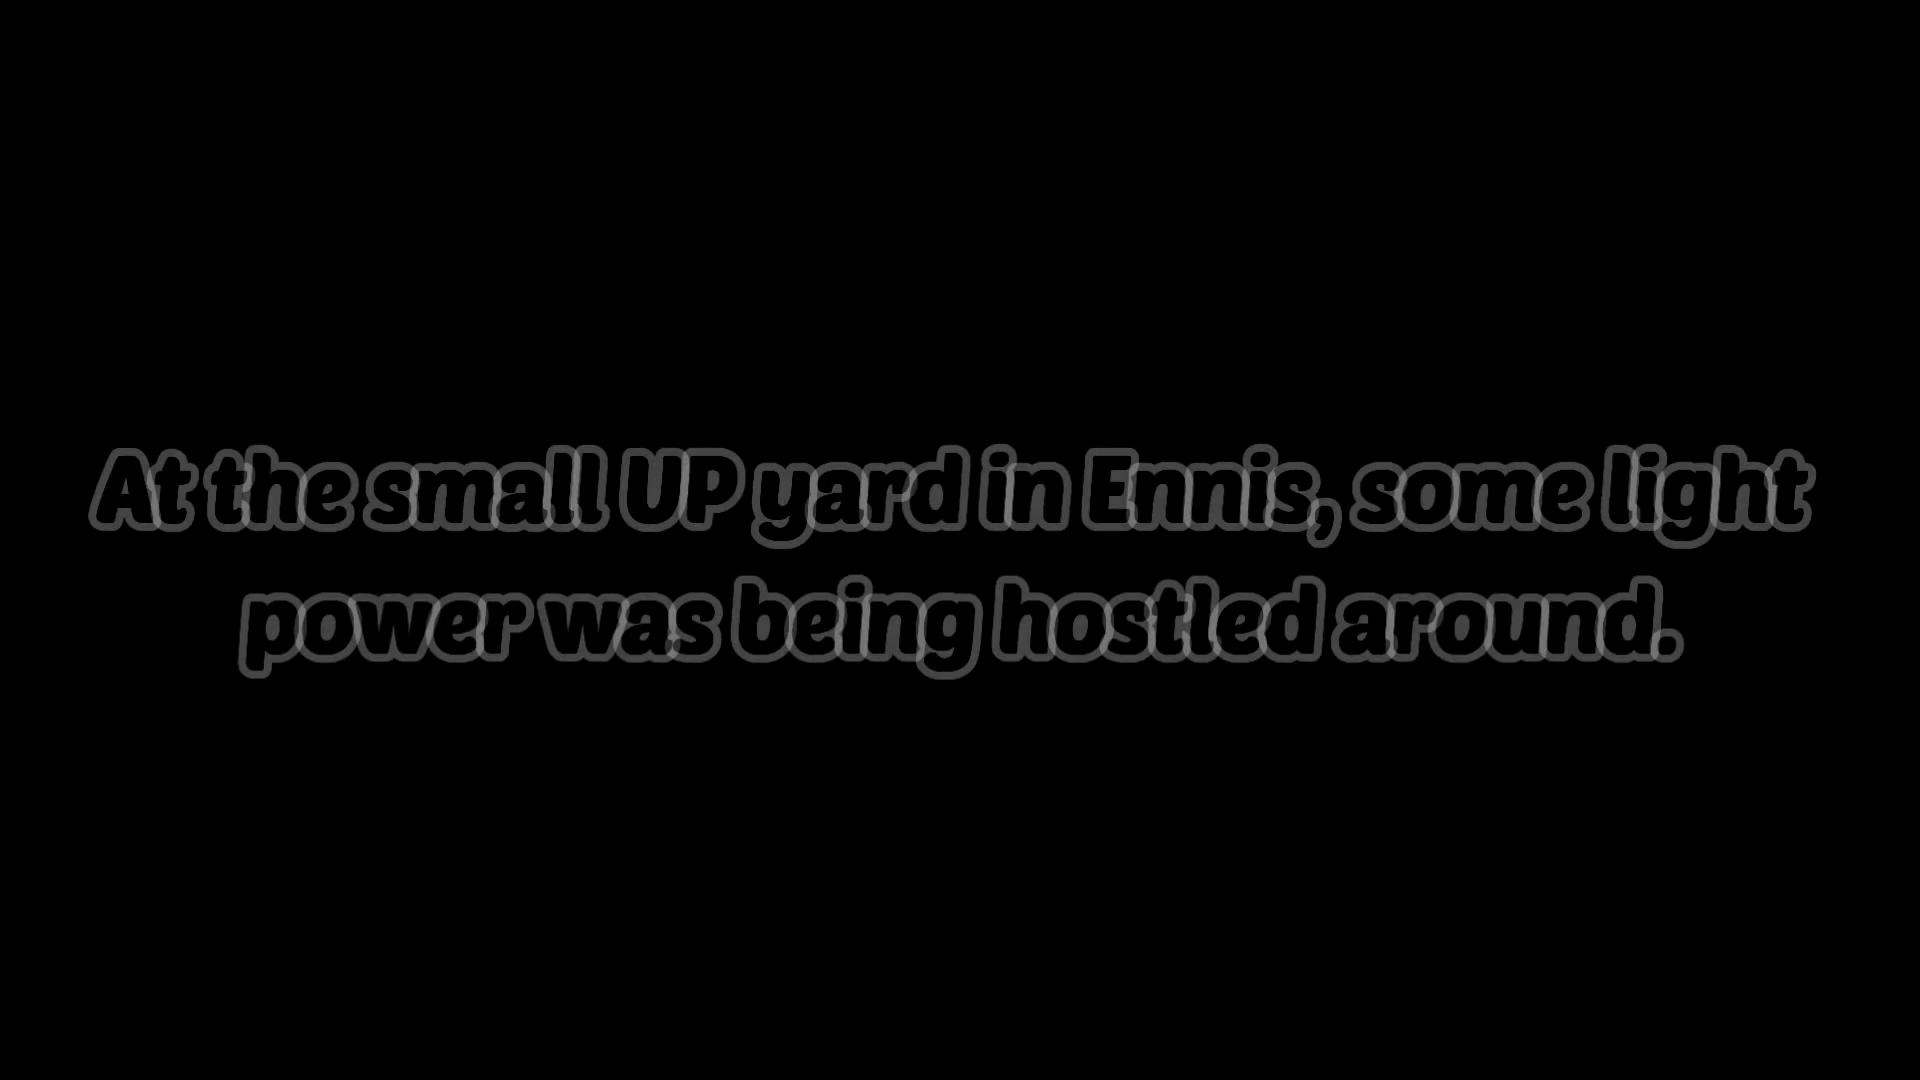 At the small UP yard in Ennis, some light
power was being hostled around.